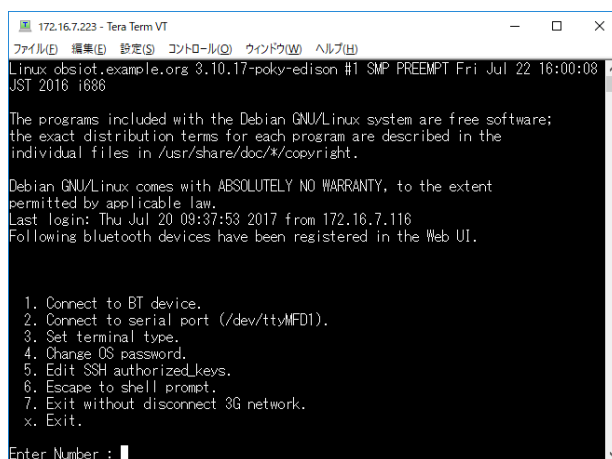 172.16.7.223 - Tera Term VT
ファイル(F) 編集(E) 設定(S) コントロール(O) ウィンドウ(W) ヘルプ(H)
Linux obsiot.example.org 3.10.17-poky-edison #1 SMP PREEMPT Fri Jul 22 16:00:08
JST 2016 i686
The programs included with the Debian GNU/Linux system are free software;
the exact distribution terms for each program are described in the
individual files in /usr/share/doc/*/copyright.
Debian GNU/Linux comes with ABSOLUTELY NO WARRANTY, to the extent
permitted by applicable law.
Last login: Thu Jul 20 09:37:53 2017 from 172.16.7.116
Following bluetooth devices have been registered in the Web UI.
1. Connect to BT device.
2. Connect to serial port (/dev/ttyMFD1).
3. Set terminal type.
4. Change OS password.
5. Edit SSH authorized_keys.
6. Escape to shell prompt.
7. Exit without disconnect 3G network.
x. Exit.
Enter Number :